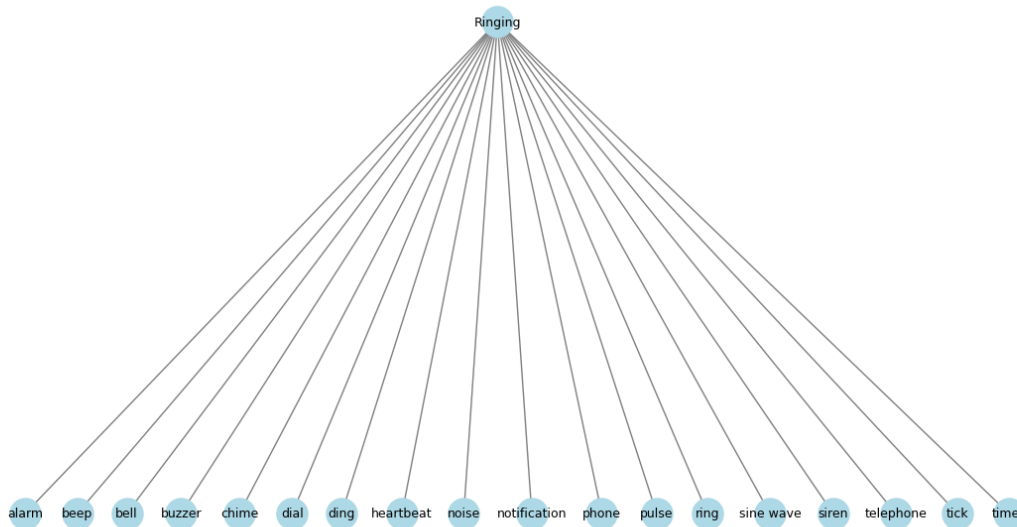 Ringing
alarm beep bell buzzer chime dial ding heartbeat noise notification phone pulse ring sine wave siren telephone tick time